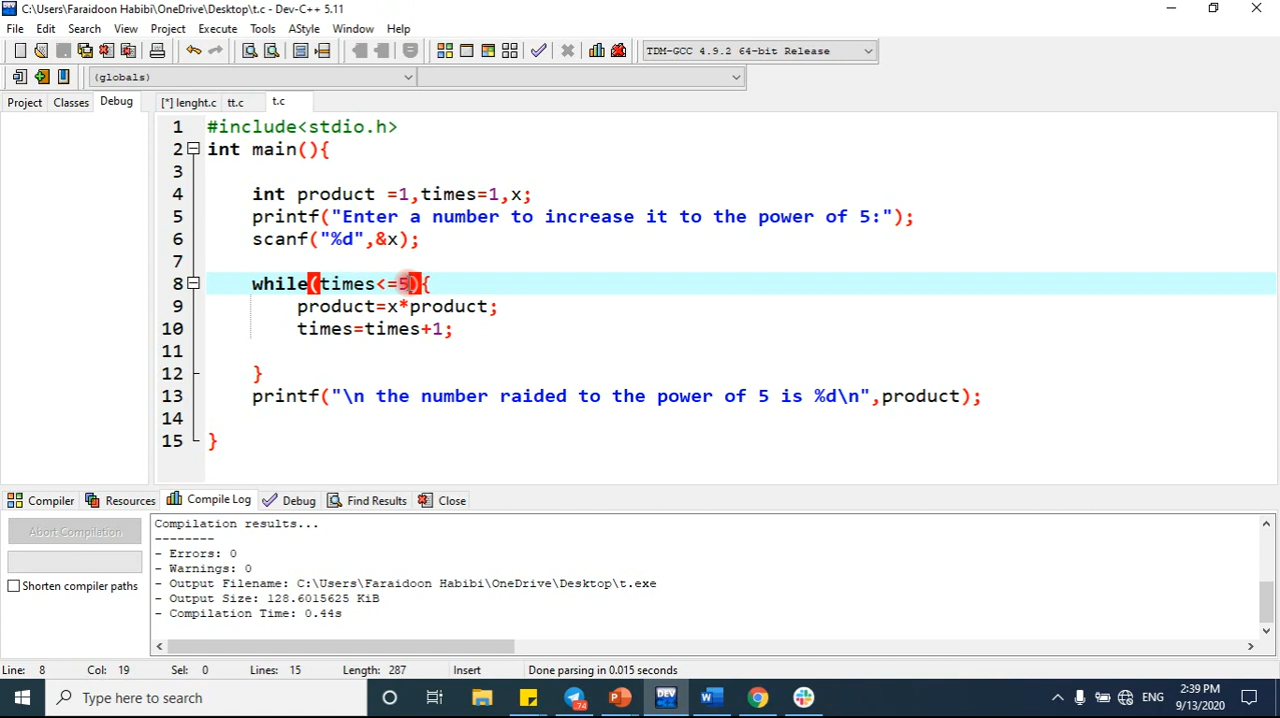 C:\Users\Faraidoon Habibi\OneDrive\Desktop\t.c - Dev-C++ 5.11
File Edit Search View Project Execute Tools AStyle Window Help
TDM-GCC 4.9.2 64-bit Release
(globals)
Project Classes Debug [*] lenght.c tt.c t.c
1 #include<stdio.h>
2 int main(){
3
4 int product =1,times=1,x;
5 printf("Enter a number to increase it to the power of 5:");
6 scanf("%d",&x);
7
8 while(times<=5){
9 product=x*product;
10 times=times+1;
11
12 }
13 printf("\n the number raided to the power of 5 is %d\n",product);
14
15 }
Compiler Resources Compile Log Debug Find Results Close
Abort Compilation
Shorten compiler paths
Compilation results...
--------
- Errors: 0
- Warnings: 0
- Output Filename: C:\Users\Faraidoon Habibi\OneDrive\Desktop\t.exe
- Output Size: 128.6015625 KiB
- Compilation Time: 0.44s
Line: 8 Col: 19 Sel: 0 Lines: 15 Length: 287 Insert Done parsing in 0.015 seconds
Type here to search
74
DEV
ENG
2:39 PM
9/13/2020